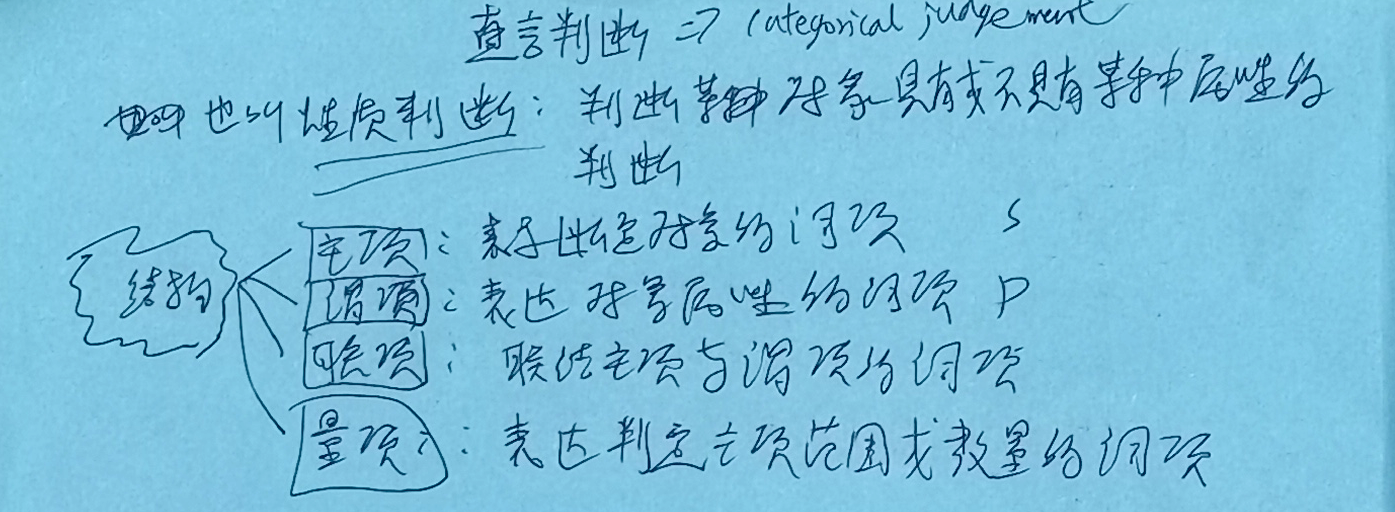 直言判断 => categorical judgement
也叫性质判断: 判断某种对象具有或不具有某种属性的
判断
结构
主项: 表示断定对象的词项 S
谓项: 表达对象属性的词项 P
联项: 联结主项与谓项的词项
量项: 表达判定主项范围或数量的词项